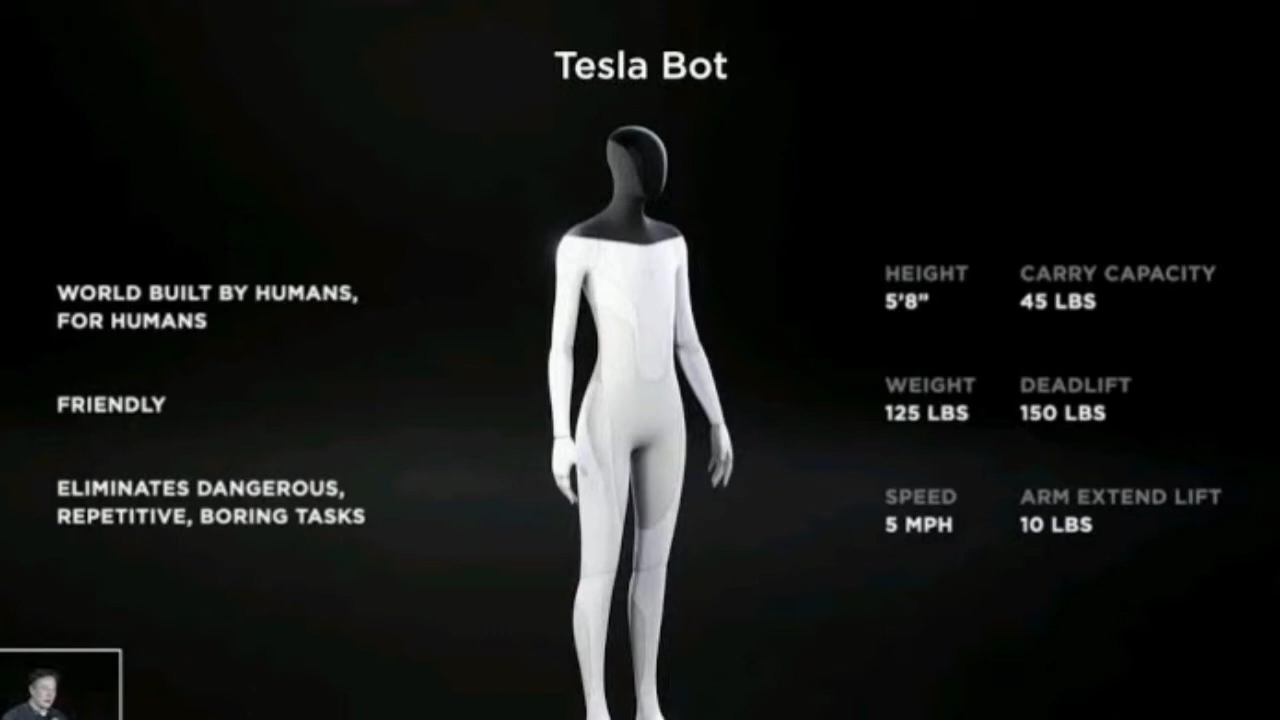 Tesla Bot
WORLD BUILT BY HUMANS,
FOR HUMANS
FRIENDLY
ELIMINATES DANGEROUS,
REPETITIVE, BORING TASKS
HEIGHT
5'8”
CARRY CAPACITY
45 LBS
WEIGHT
125 LBS
DEADLIFT
150 LBS
SPEED
5 MPH
ARM EXTEND LIFT
10 LBS